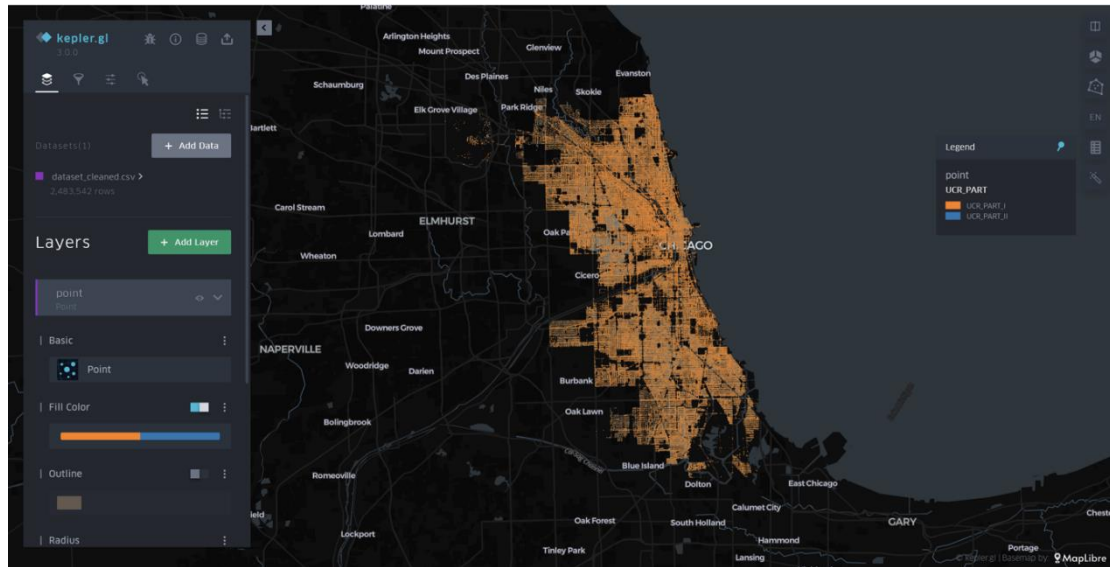 kepler.gl
3.0.0
Datasets(1)
+ Add Data
dataset_cleaned.csv >
2,483,542 rows
Layers
+ Add Layer
point
Point
| Basic
Point
| Fill Color
| Outline
| Radius
Palatine
Arlington Heights
Mount Prospect
Glenview
Evanston
Des Plaines
Schaumburg
Niles
Skokie
Elk Grove Village
Park Ridge
artlett
Carol Stream
ELMHURST
Lombard
Oak Pa
CHICAGO
Wheaton
Cicero
Downers Grove
NAPERVILLE
Woodridge
Darien
Burbank
Bolingbrook
Oak Lawn
Romeoville
Blue Island
Dolton
East Chicago
Calumet City
ield
Lockport
Oak Forest
South Holland
GARY
Chest
Hammond
Tinley Park
Lansing
Portage
© kepler.gl | Basemap by:
MapLibre
Legend
point
UCR_PART
UCR_PART_I
UCR_PART_II
EN